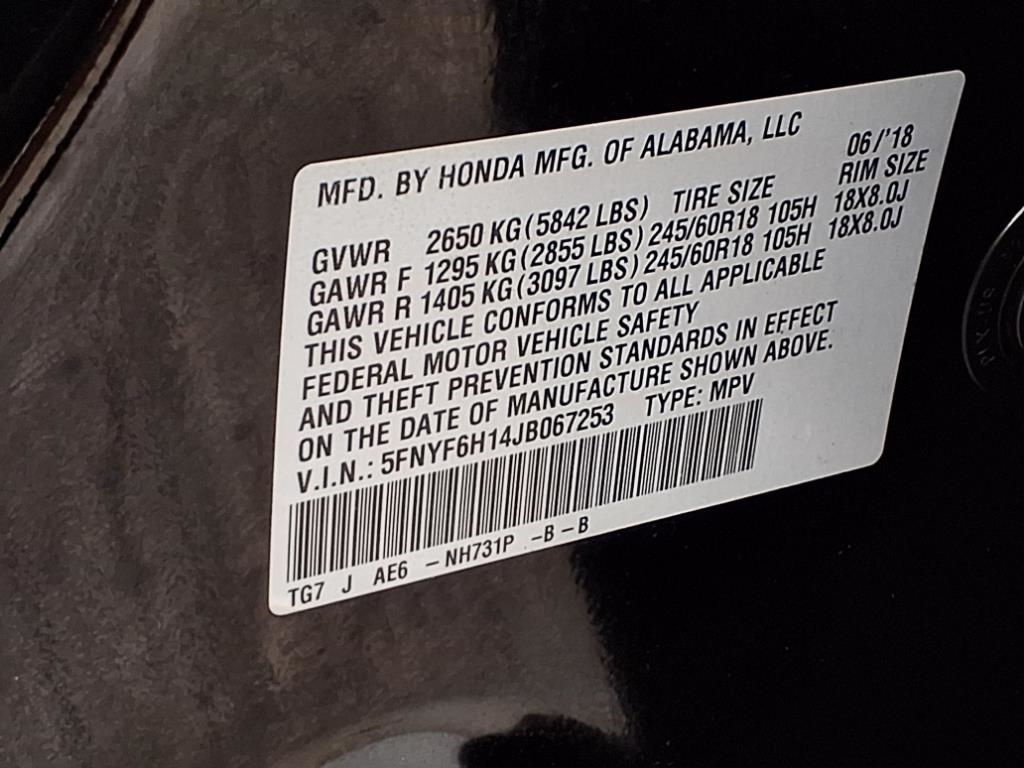 MFD. BY HONDA MFG. OF ALABAMA, LLC 06/'18
GVWR 2650 KG (5842 LBS) TIRE SIZE RIM SIZE
GAWR F 1295 KG (2855 LBS) 245/60R18 105H 18X8.0J
GAWR R 1405 KG (3097 LBS) 245/60R18 105H 18X8.0J
THIS VEHICLE CONFORMS TO ALL APPLICABLE
FEDERAL MOTOR VEHICLE SAFETY
AND THEFT PREVENTION STANDARDS IN EFFECT
ON THE DATE OF MANUFACTURE SHOWN ABOVE.
V.I.N.: 5FNYF6H14JB067253 TYPE: MPV
TG7 J AE6 - NH731P -B-B